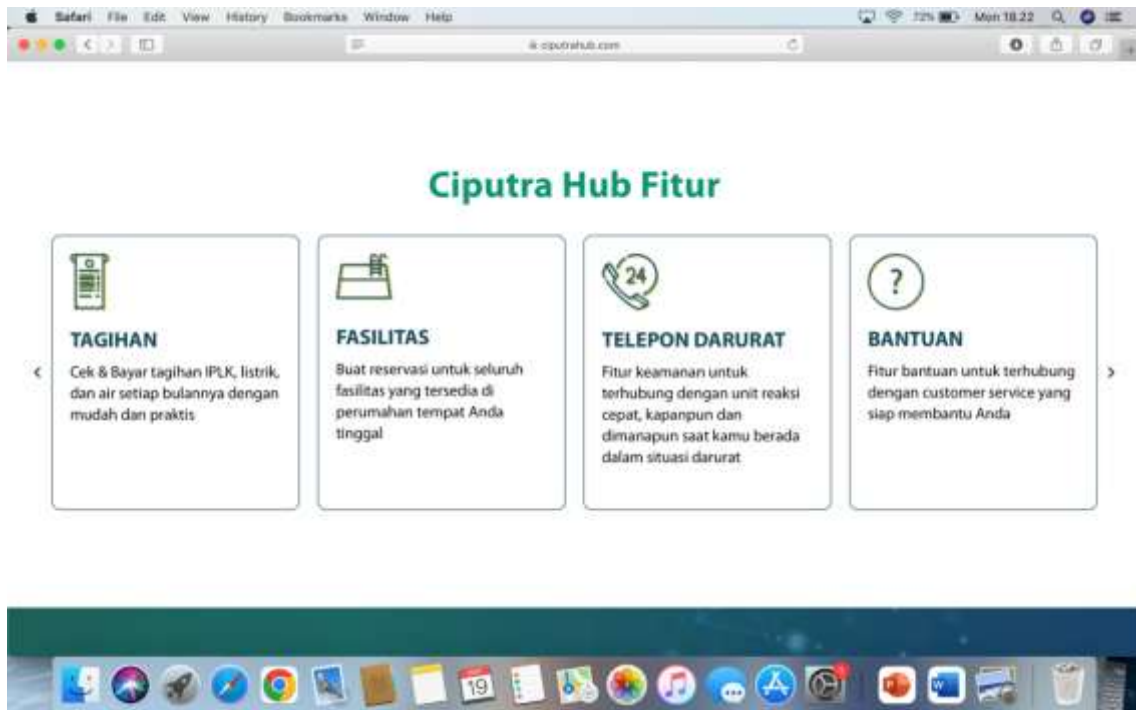 Safari File Edit View History Bookmarks Window Help
72% Mon 18.22
ciputrahub.com
Ciputra Hub Fitur
TAGIHAN
Cek & Bayar tagihan IPLK, listrik,
dan air setiap bulannya dengan
mudah dan praktis
FASILITAS
Buat reservasi untuk seluruh
fasilitas yang tersedia di
perumahan tempat Anda
tinggal
24
TELEPON DARURAT
Fitur keamanan untuk
terhubung dengan unit reaksi
cepat, kapanpun dan
dimanapun saat kamu berada
dalam situasi darurat
?
BANTUAN
Fitur bantuan untuk terhubung
dengan customer service yang
siap membantu Anda
19